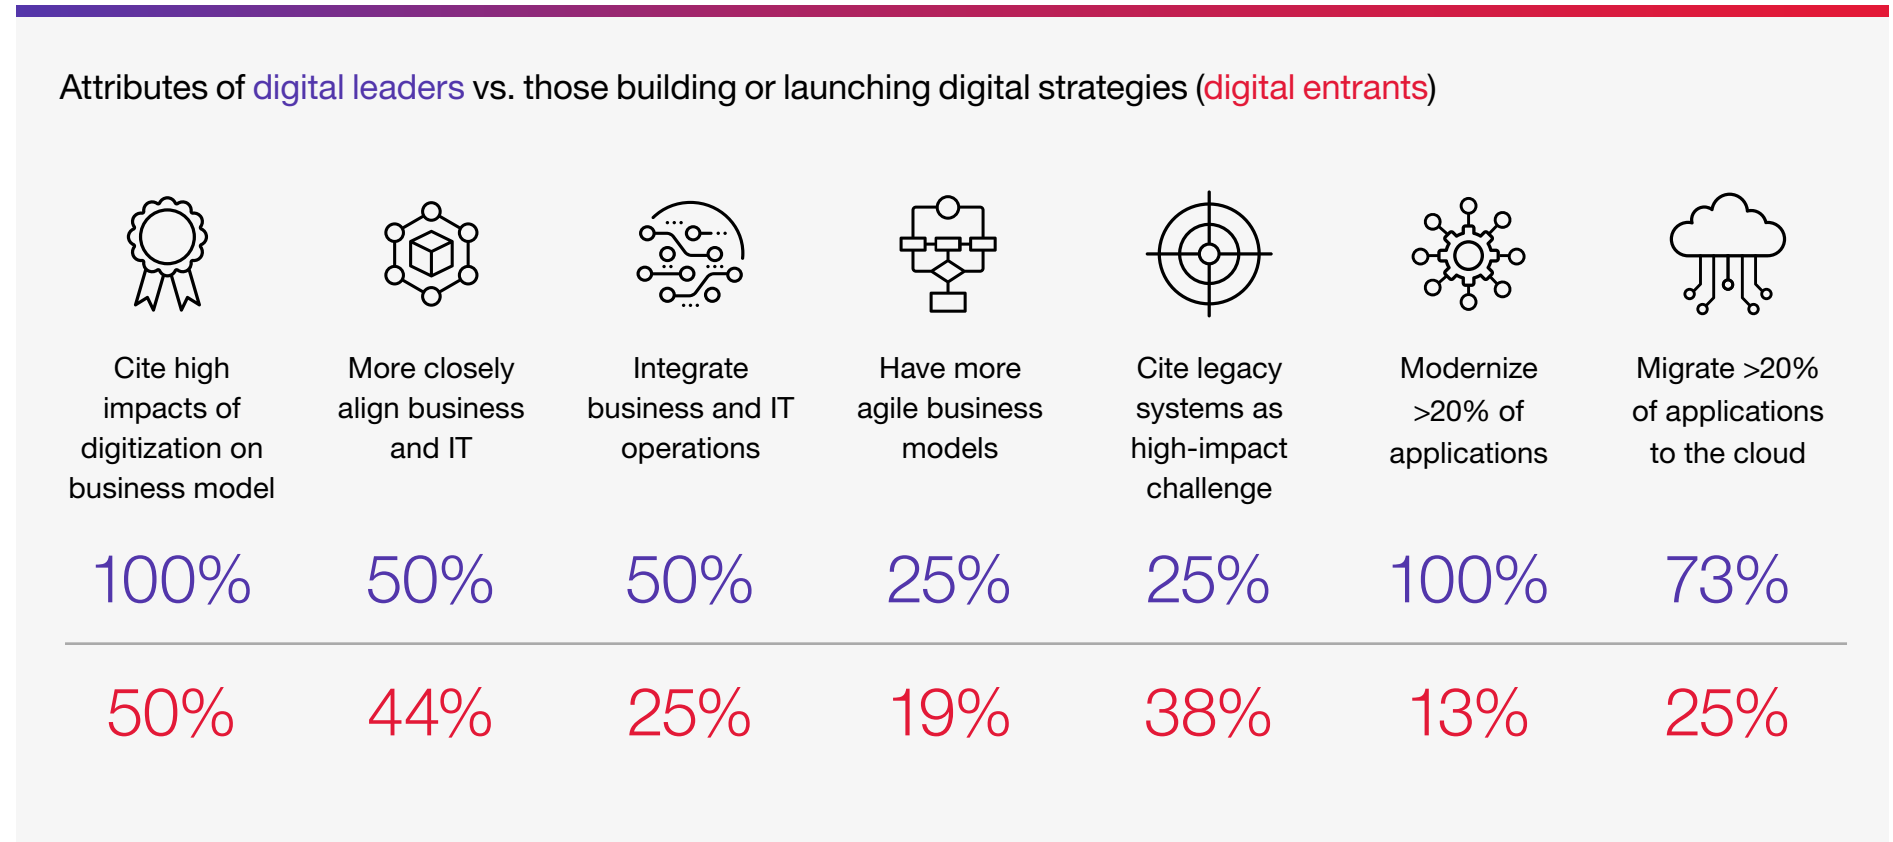 Attributes of digital leaders vs. those building or launching digital strategies (digital entrants)
Cite high
impacts of
digitization on
business model
More closely
align business
and IT
Integrate
business and IT
operations
Have more
agile business
models
Cite legacy
systems as
high-impact
challenge
Modernize
>20% of
applications
Migrate >20%
of applications
to the cloud
100% 50% 50% 25% 25% 100% 73%
50% 44% 25% 19% 38% 13% 25%